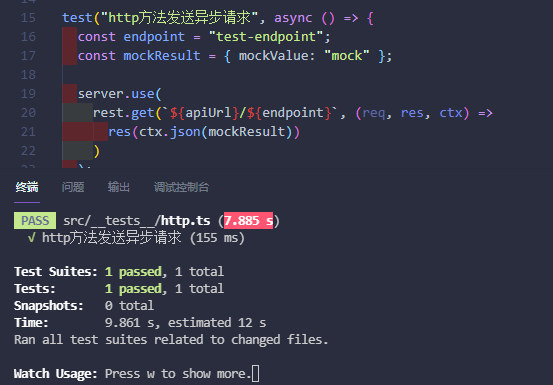 15 test("http方法发送异步请求", async () => {
16 const endpoint = "test-endpoint";
17 const mockResult = { mockValue: "mock" };
18
19 server.use(
20 rest.get(`${apiUrl}/${endpoint}`, (req, res, ctx) =>
21 res(ctx.json(mockResult))
22 )
23 );
终端 问题 输出 调试控制台
PASS src/__tests__/http.ts (7.885 s)
√ http方法发送异步请求 (155 ms)
Test Suites: 1 passed, 1 total
Tests: 1 passed, 1 total
Snapshots: 0 total
Time: 9.861 s, estimated 12 s
Ran all test suites related to changed files.
Watch Usage: Press w to show more.